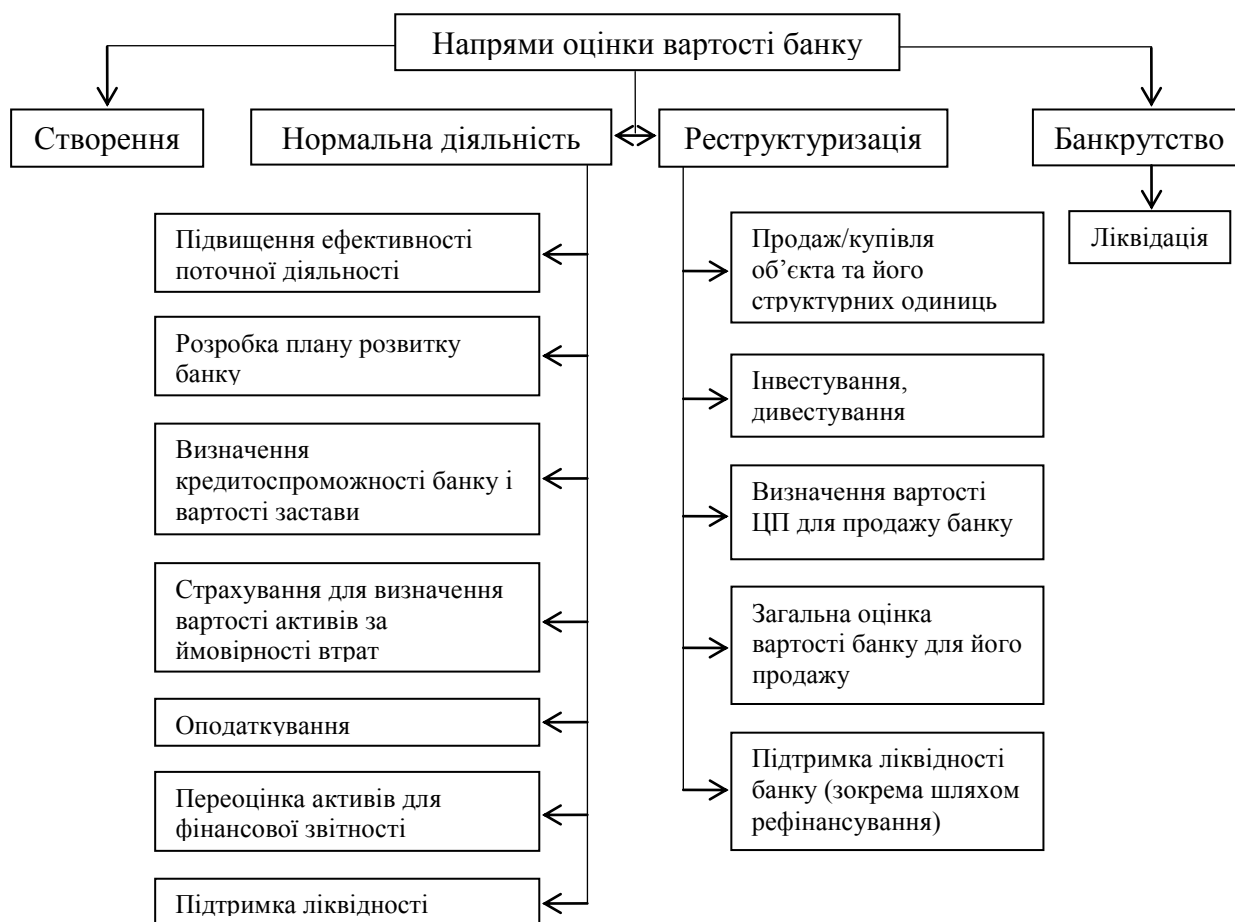 Напрями оцінки вартості банку
Створення
Нормальна діяльність
Реструктуризація
Банкрутство
Ліквідація
Підвищення ефективності
поточної діяльності
Розробка плану розвитку
банку
Визначення
кредитоспроможності банку і
вартості застави
Страхування для визначення
вартості активів за
ймовірності втрат
Оподаткування
Переоцінка активів для
фінансової звітності
Підтримка ліквідності
Продаж/купівля
об’єкта та його
структурних одиниць
Інвестування,
дивестування
Визначення вартості
ЦП для продажу банку
Загальна оцінка
вартості банку для його
продажу
Підтримка ліквідності
банку (зокрема шляхом
рефінансування)